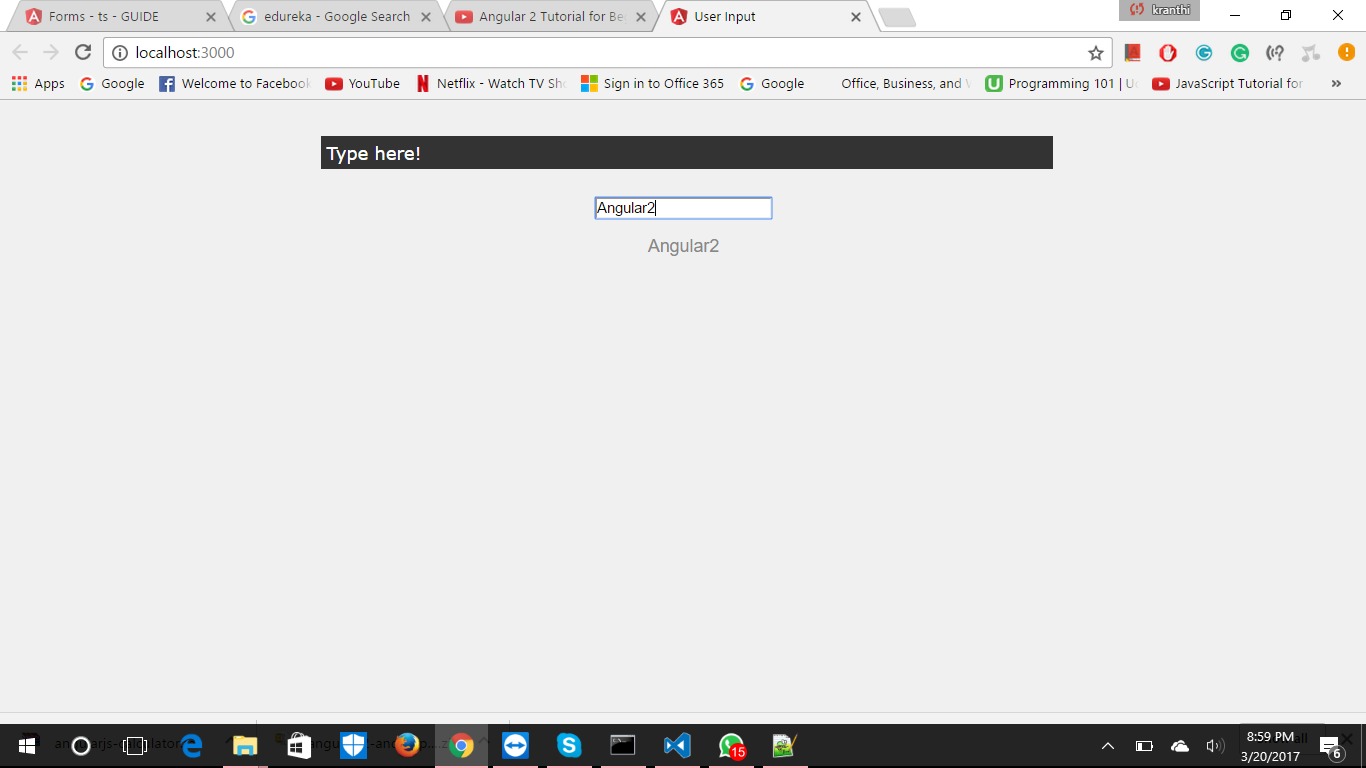 Forms - ts - GUIDE
edureka - Google Search
Angular 2 Tutorial for Be
User Input
kranthi
localhost:3000
Apps
Google
Welcome to Facebook
YouTube
Netflix - Watch TV Sho
Sign in to Office 365
Google
Office, Business, and
Programming 101 | U
JavaScript Tutorial for
Type here!
Angular2
Angular2
15
8:59 PM
3/20/2017
6